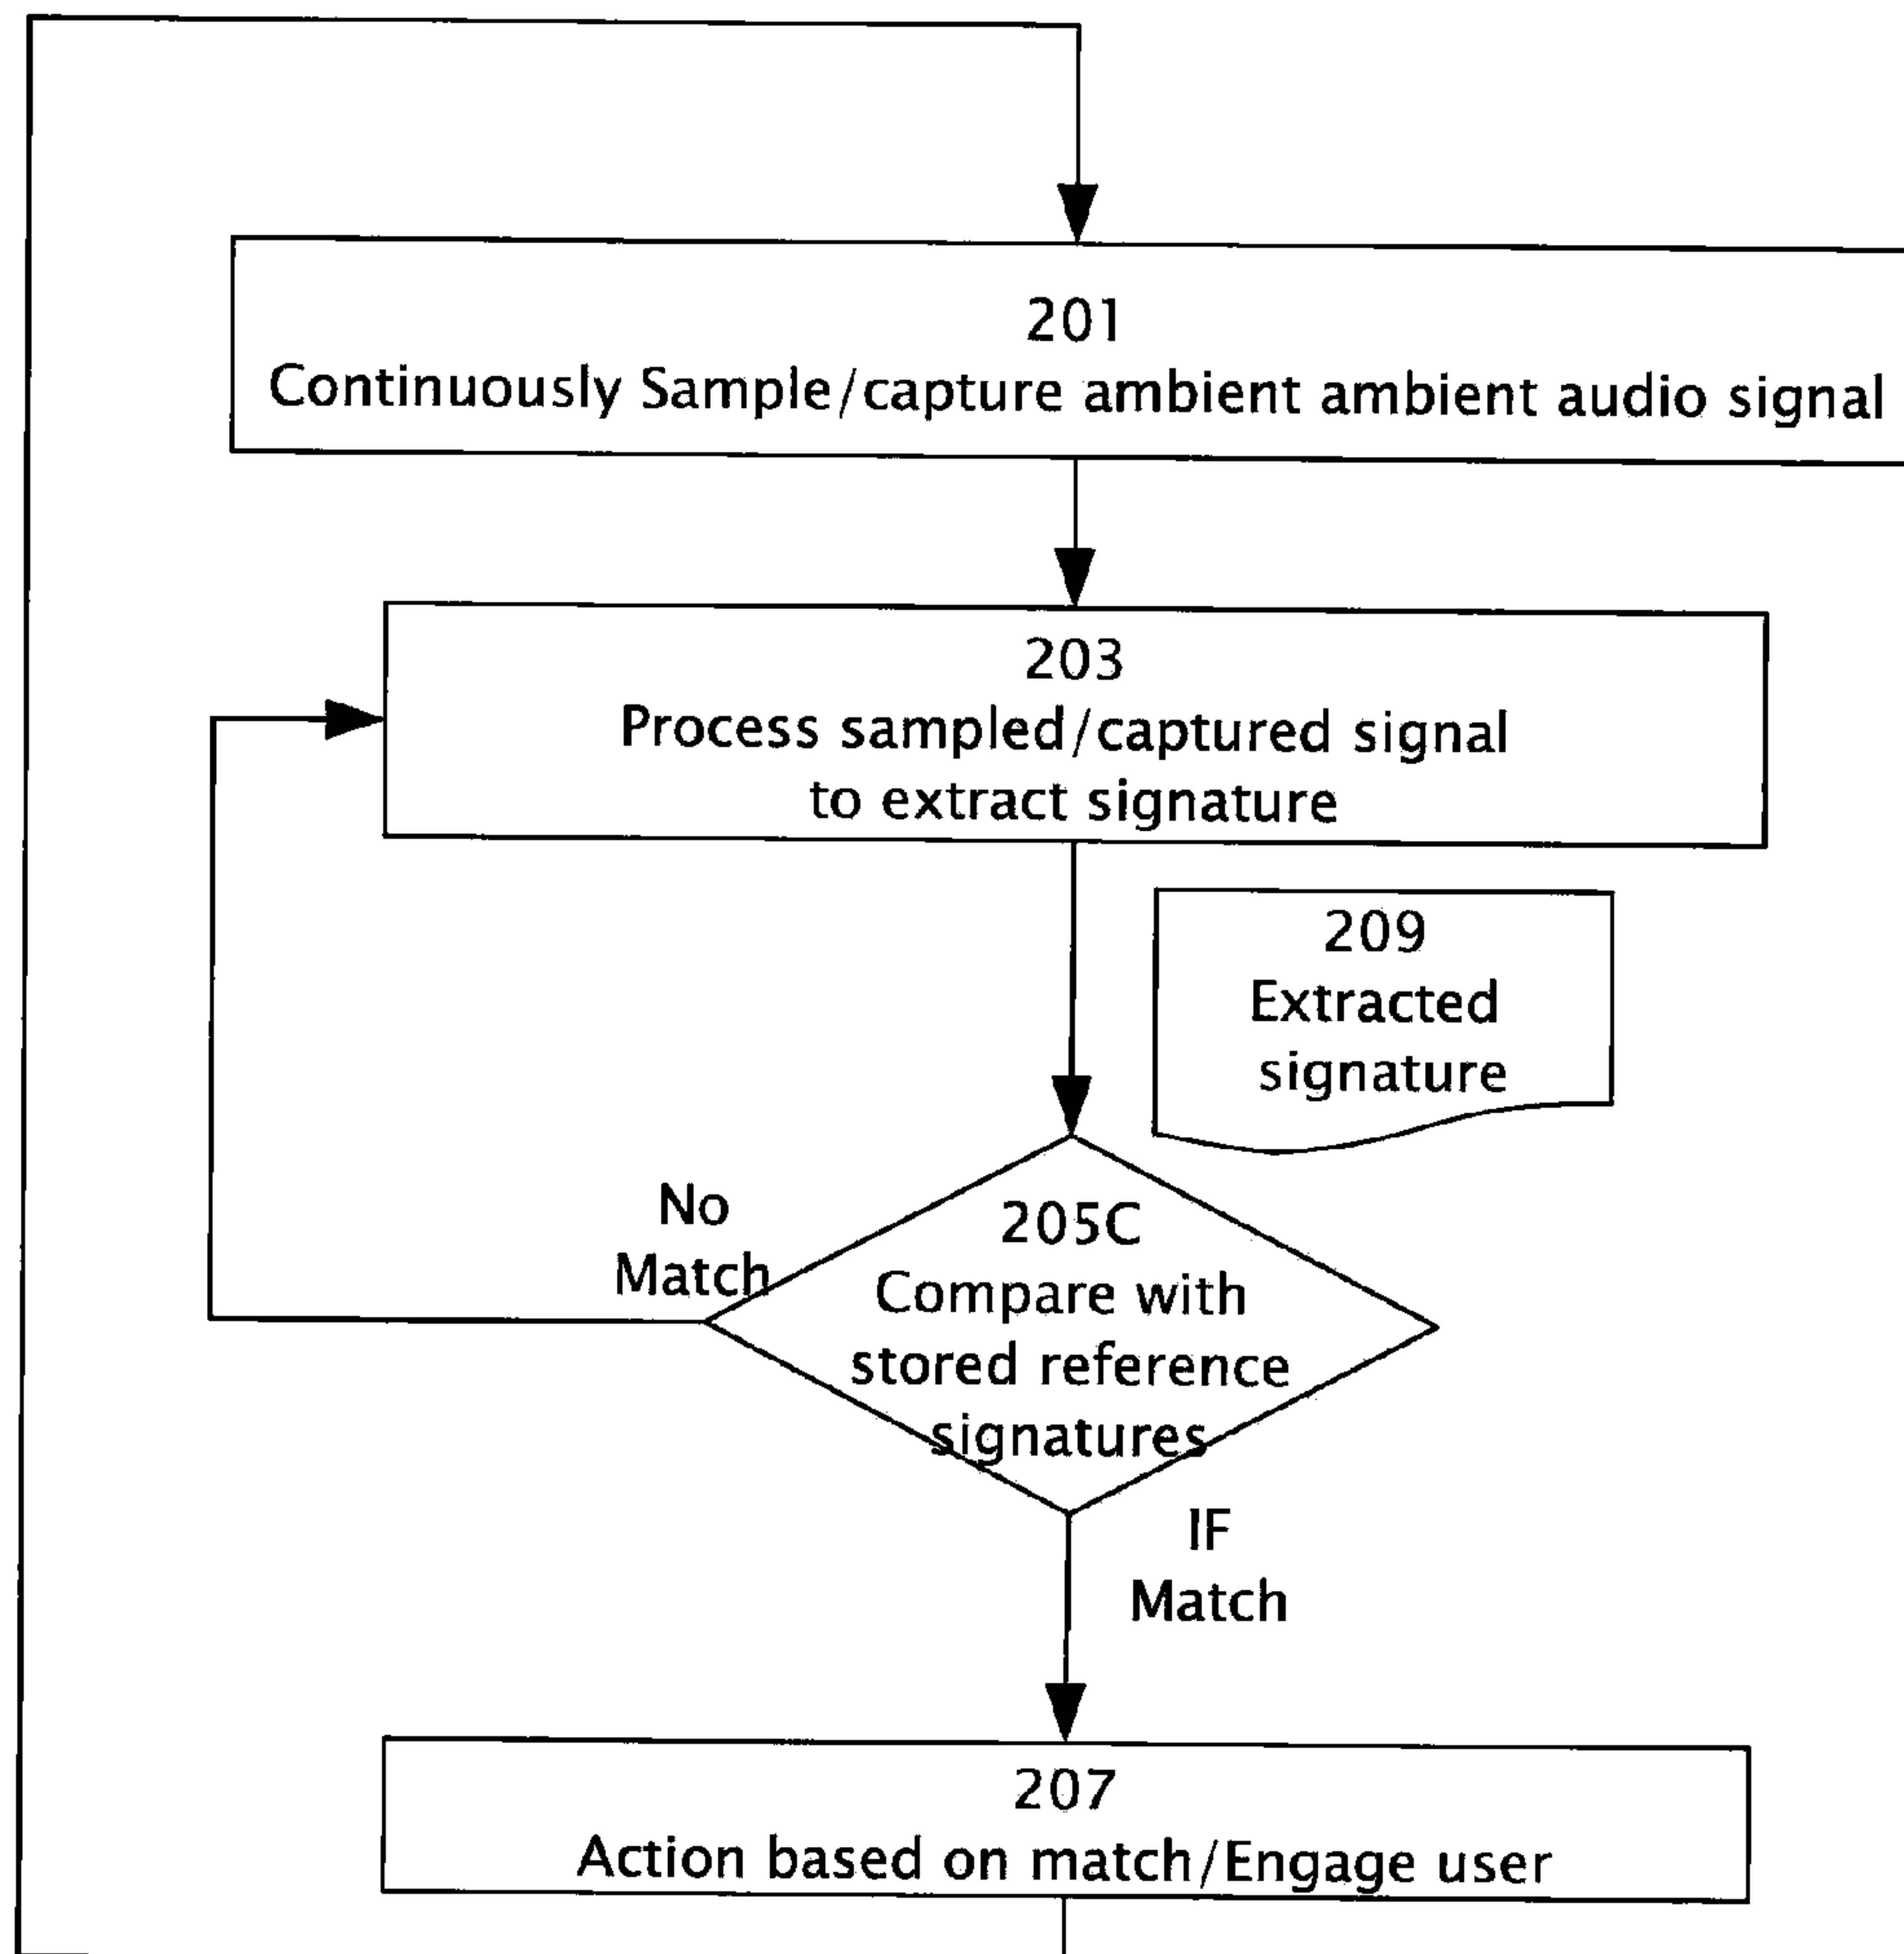 201
Continuously Sample/capture ambient ambient audio signal
203
Process sampled/captured signal
to extract signature
209
Extracted
signature
No
Match
205C
Compare with
stored reference
signatures
IF
Match
207
Action based on match/Engage user